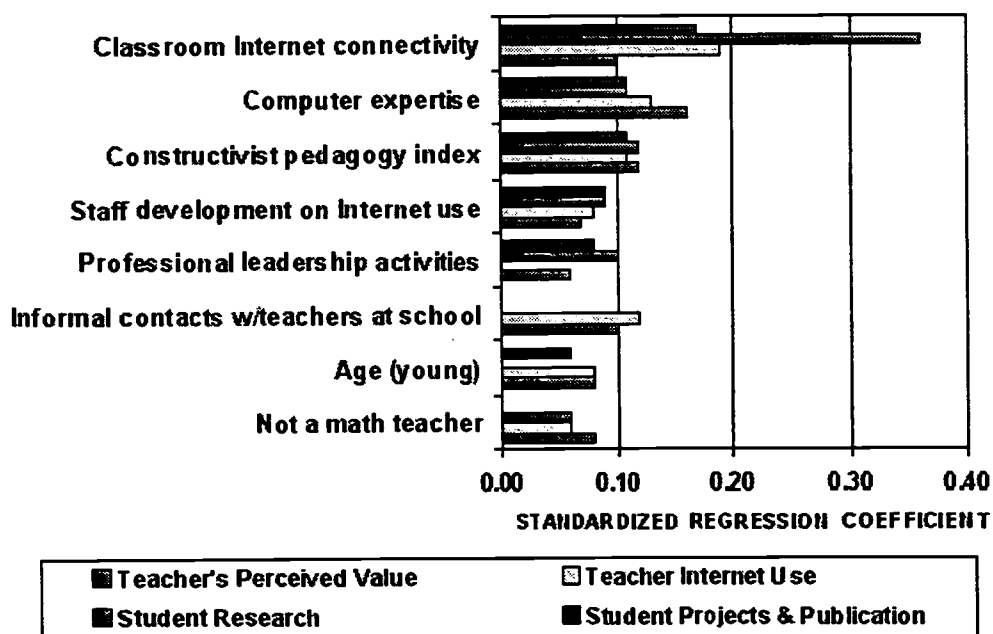 Classroom Internet connectivity
Computer expertise
Constructivist pedagogy index
Staff development on Internet use
Professional leadership activities
Informal contacts w/teachers at school
Age (young)
Not a math teacher
0.00 0.10 0.20 0.30 0.40
STANDARDIZED REGRESSION COEFFICIENT
Teacher's Perceived Value Teacher Internet Use
Student Research Student Projects & Publication